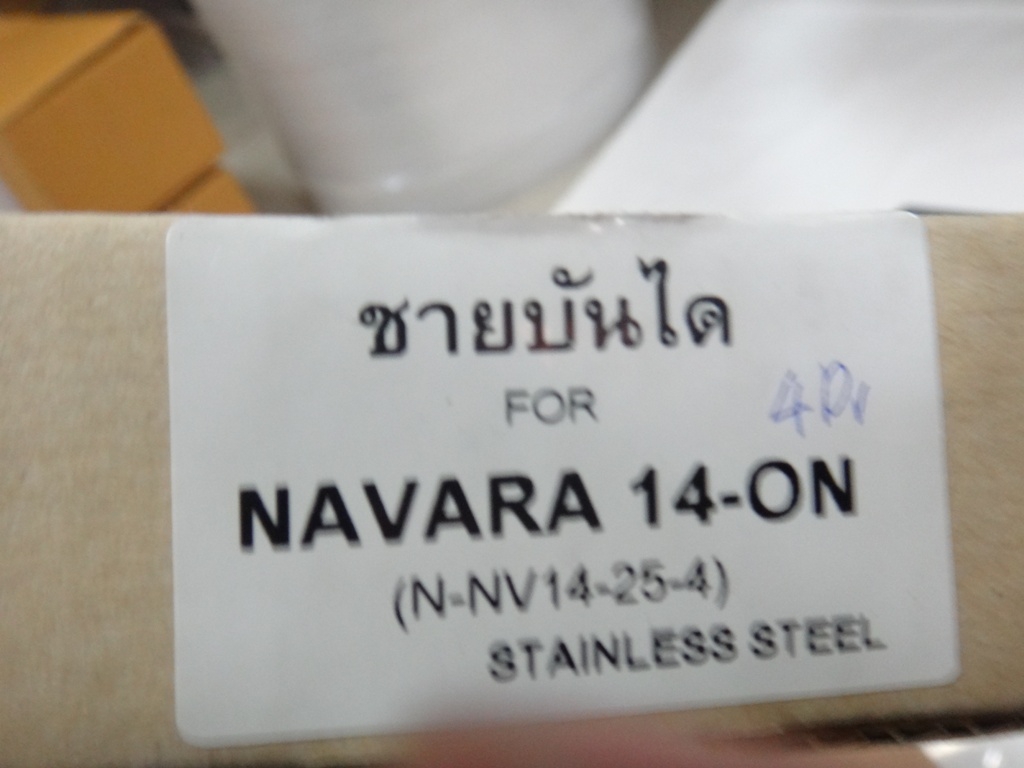 ชายบันได
FOR
4Dr
NAVARA 14-ON
(N-NV14-25-4)
STAINLESS STEEL